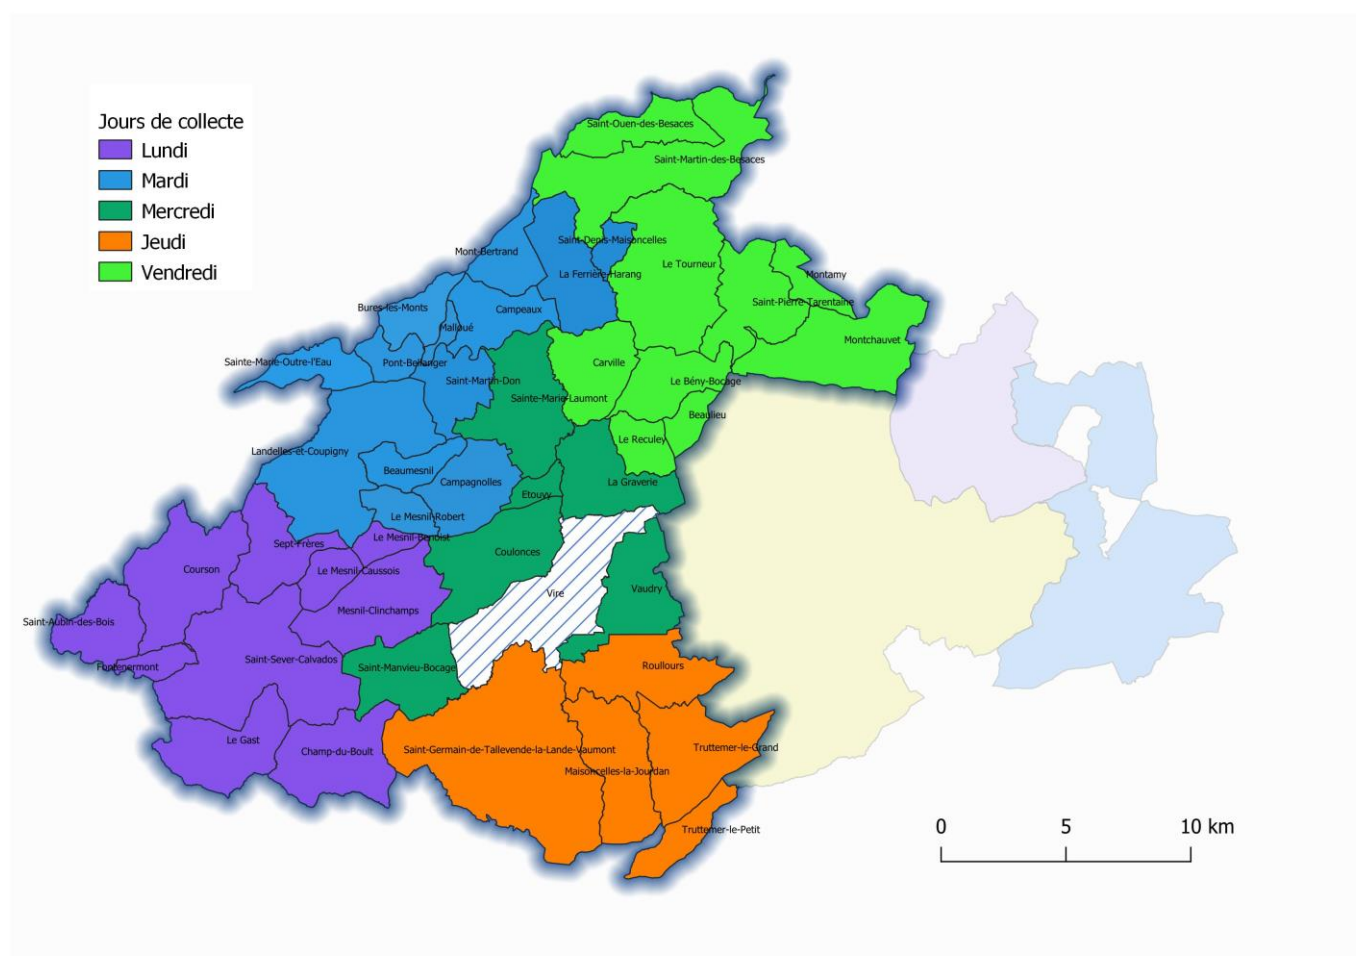 Jours de collecte
Lundi
Mardi
Mercredi
Jeudi
Vendredi
Saint-Ouen-des-Besaces
Saint-Martin-des-Besaces
Mont-Bertrand
Saint-Denis-Maisoncelles
La Ferrière-Harang
Le Tourneur
Montamy
Saint-Pierre-Tarentaine
Bures-les-Monts
Campeaux
Malloué
Montchauvet
Sainte-Marie-Outre-l'Eau
Pont-Bellanger
Carville
Saint-Martin-Don
Le Bény-Bocage
Sainte-Marie-Laumont
Beaulieu
Le Reculey
Landelles-et-Coupigny
Beaumesnil
Campagnolles
La Graverie
Etouvy
Le Mesnil-Robert
Le Mesnil-Benoist
Sept-Frères
Coulonces
Courson
Le Mesnil-Caussois
Vaudry
Vire
Mesnil-Clinchamps
Saint-Aubin-des-Bois
Saint-Sever-Calvados
Fontenermont
Saint-Manvieu-Bocage
Roullours
Le Gast
Champ-du-Boult
Saint-Germain-de-Tallevende-la-Lande-Vaumont
Truttemer-le-Grand
Maisoncelles-la-Jourdan
Truttemer-le-Petit
0 5 10 km